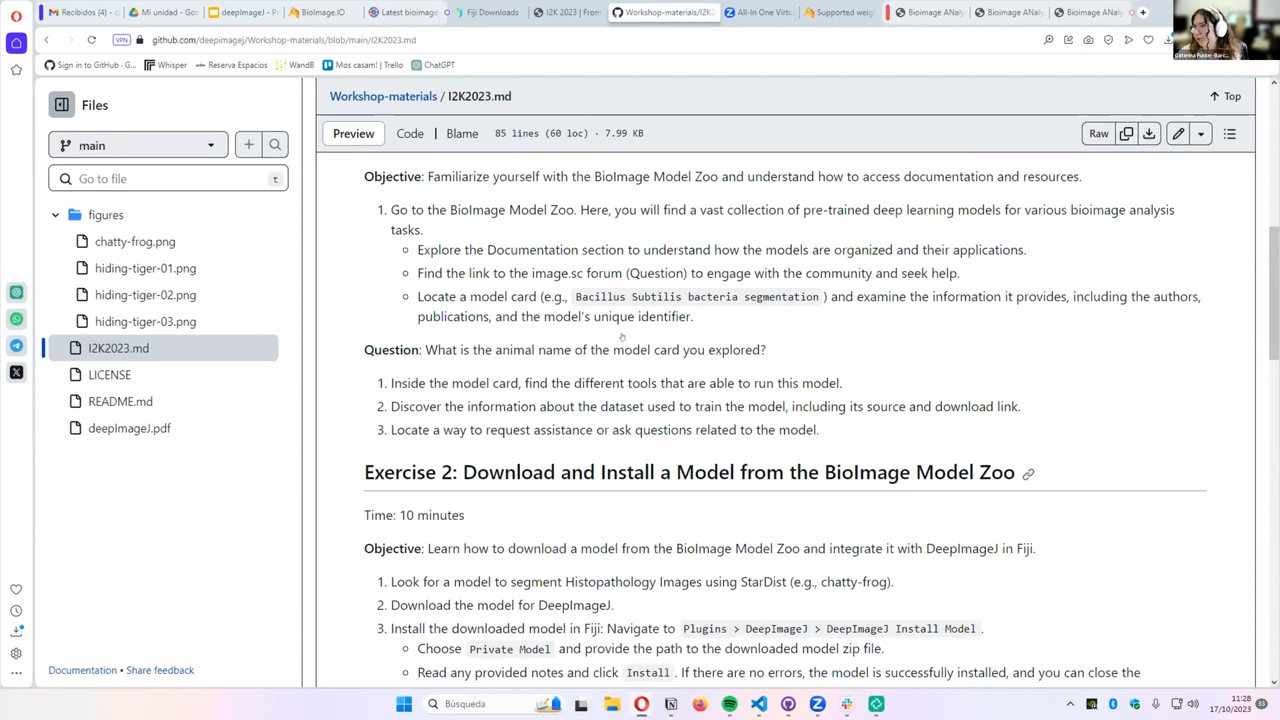 Recibidos (4) - cfu
Mi unidad - Goo
deepImageJ - P
BioImage.IO
Latest bioimage
Fiji Downloads
I2K 2023 | From
Workshop-materials/I2K
All-In One Virtu
Supported weigh
Bioimage ANaly
Bioimage ANaly
Bioimage ANaly
VPN
github.com/deepimagej/Workshop-materials/blob/main/I2K2023.md
Sign in to GitHub · G...
Whisper
Reserva Espacios
WandB
Mos casam! | Trello
ChatGPT
Files
Workshop-materials / I2K2023.md
Top
main
Preview
Code
Blame
85 lines (60 loc) · 7.99 KB
Raw
Go to file
t
figures
chatty-frog.png
hiding-tiger-01.png
hiding-tiger-02.png
hiding-tiger-03.png
I2K2023.md
LICENSE
README.md
deepImageJ.pdf
Documentation • Share feedback
Objective: Familiarize yourself with the BioImage Model Zoo and understand how to access documentation and resources.
1. Go to the BioImage Model Zoo. Here, you will find a vast collection of pre-trained deep learning models for various bioimage analysis
tasks.
Explore the Documentation section to understand how the models are organized and their applications.
Find the link to the image.sc forum (Question) to engage with the community and seek help.
Locate a model card (e.g., Bacillus Subtilis bacteria segmentation ) and examine the information it provides, including the authors,
publications, and the model's unique identifier.
Question: What is the animal name of the model card you explored?
1. Inside the model card, find the different tools that are able to run this model.
2. Discover the information about the dataset used to train the model, including its source and download link.
3. Locate a way to request assistance or ask questions related to the model.
Exercise 2: Download and Install a Model from the BioImage Model Zoo
Time: 10 minutes
Objective: Learn how to download a model from the BioImage Model Zoo and integrate it with DeepImageJ in Fiji.
1. Look for a model to segment Histopathology Images using StarDist (e.g., chatty-frog).
2. Download the model for DeepImageJ.
3. Install the downloaded model in Fiji: Navigate to Plugins > DeepImageJ > DeepImageJ Install Model .
Choose Private Model and provide the path to the downloaded model zip file.
Read any provided notes and click Install . If there are no errors, the model is successfully installed, and you can close the
Búsqueda
11:28
17/10/2023
33